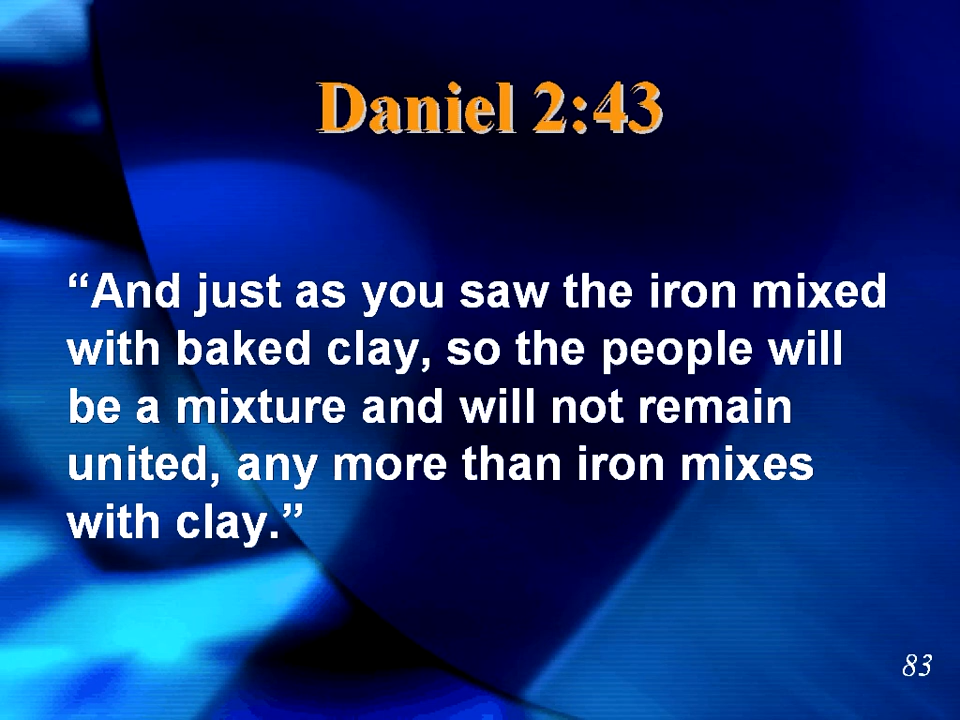 Daniel 2:43
“And just as you saw the iron mixed
with baked clay, so the people will
be a mixture and will not remain
united, any more than iron mixes
with clay.”
83